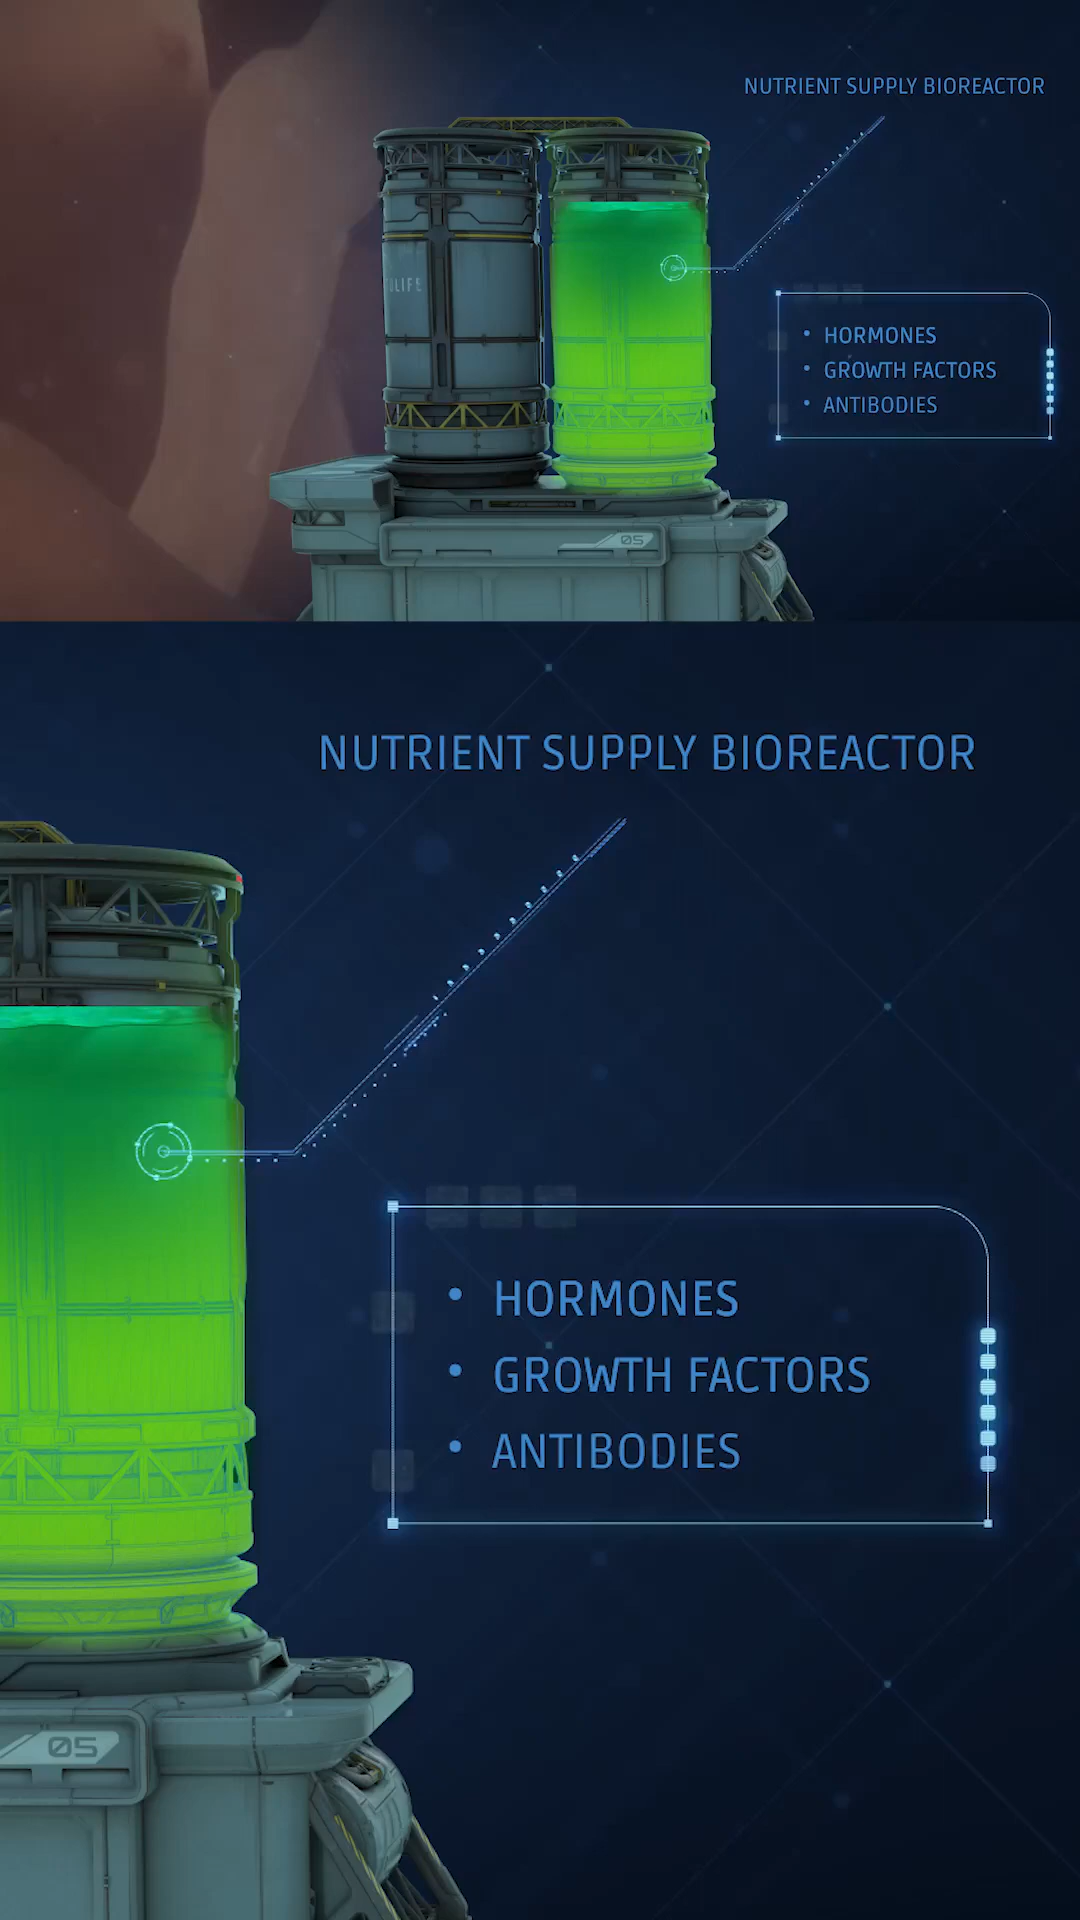 NUTRIENT SUPPLY BIOREACTOR
HORMONES
GROWTH FACTORS
ANTIBODIES
05
NUTRIENT SUPPLY BIOREACTOR
HORMONES
GROWTH FACTORS
ANTIBODIES
05